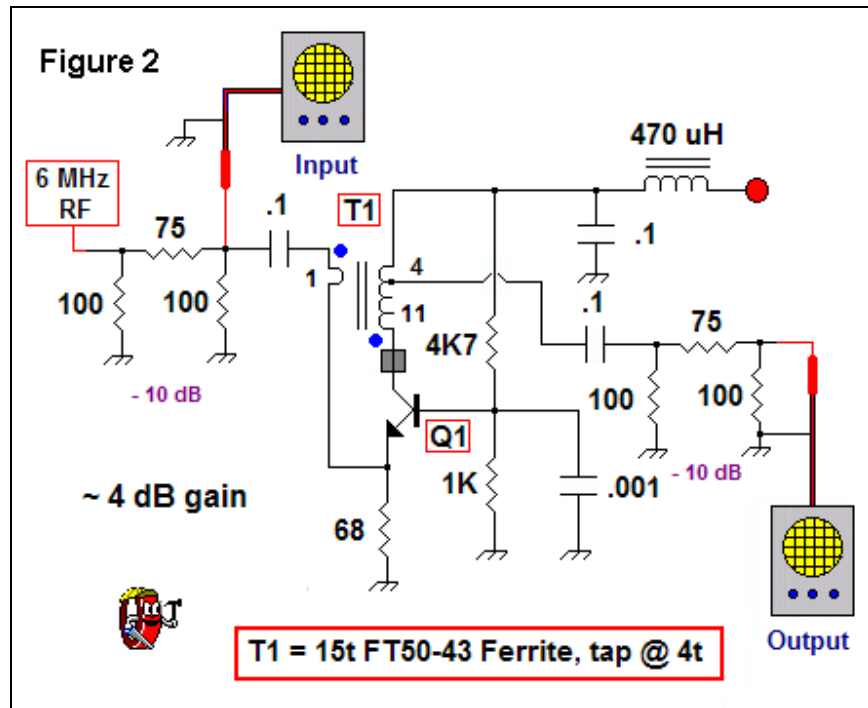 Figure 2
Input
470 uH
6 MHz
RF
75
.1
T1
.1
1
4
11
100
100
4K7
.1
75
100
100
- 10 dB
Q1
1K
.001
- 10 dB
~ 4 dB gain
68
Output
T1 = 15t FT50-43 Ferrite, tap @ 4t